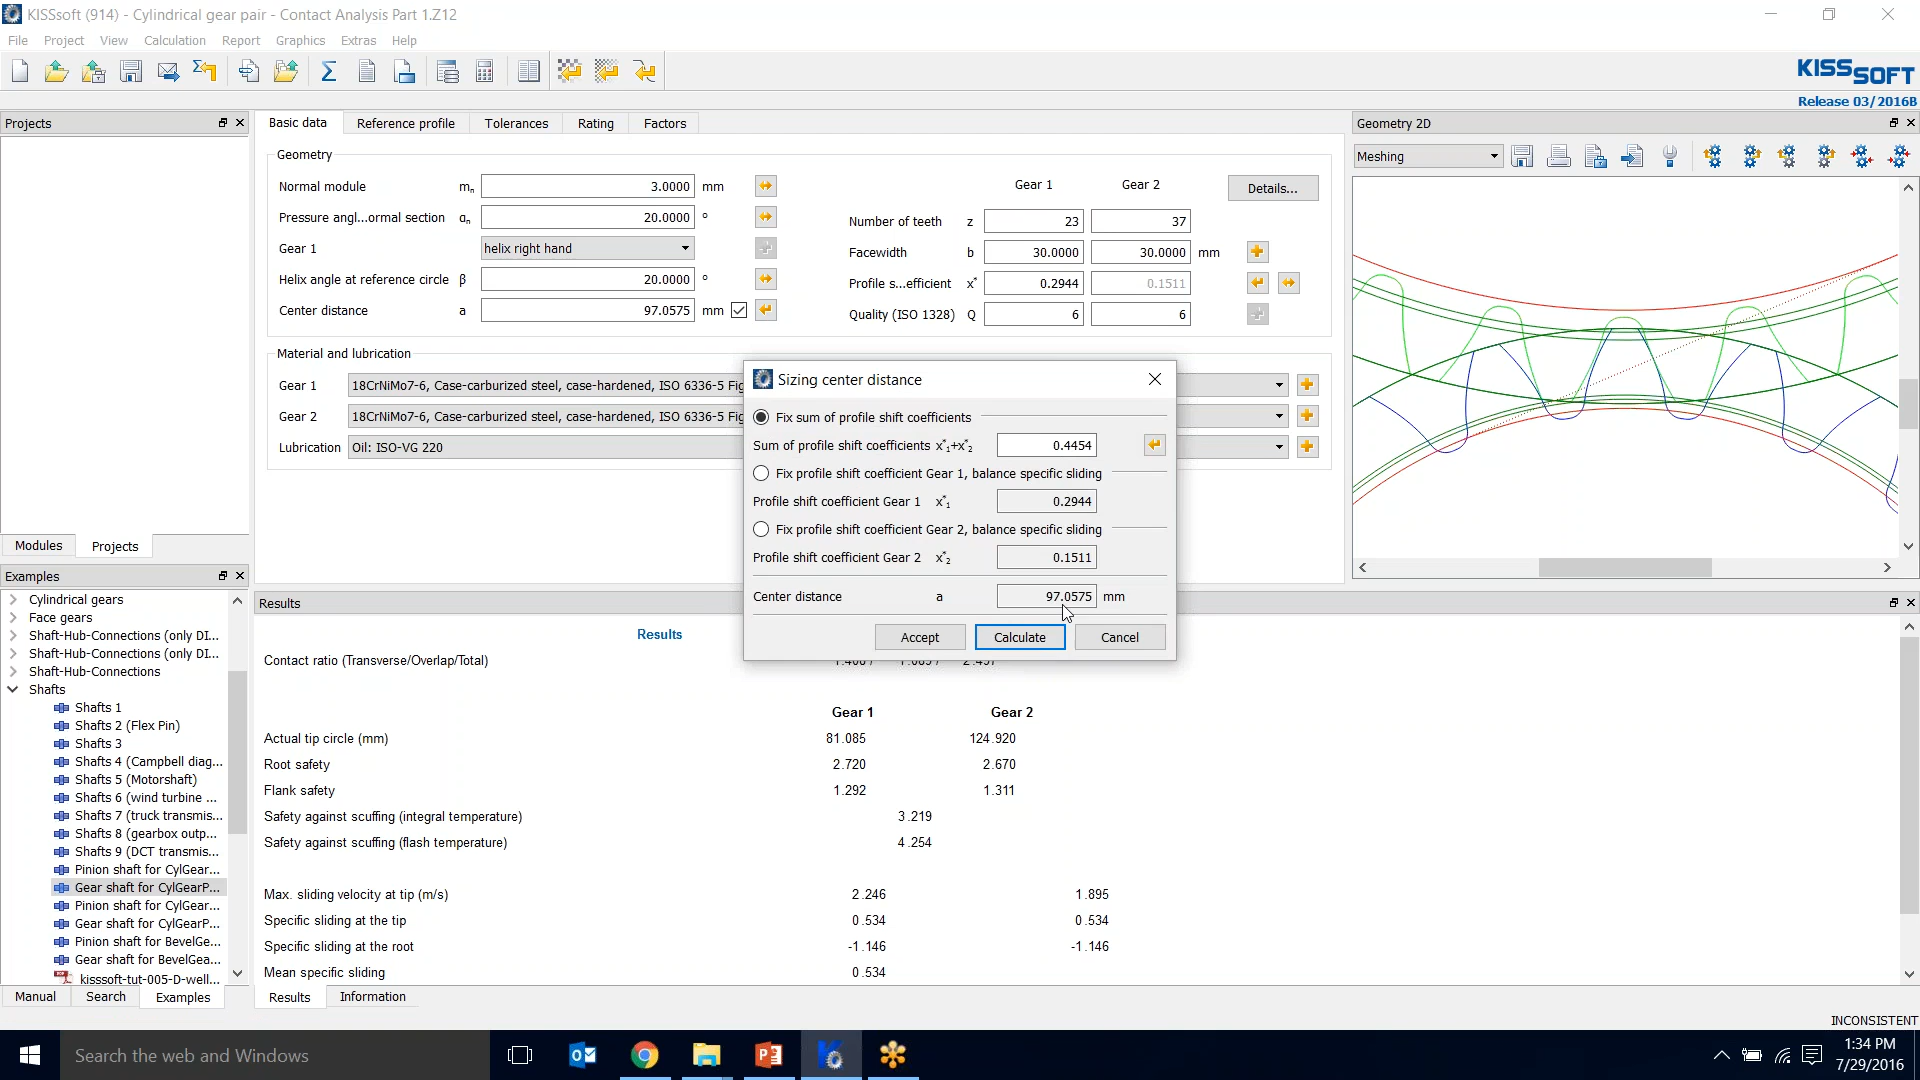 KISSsoft (914) - Cylindrical gear pair - Contact Analysis Part 1.Z12
File Project View Calculation Report Graphics Extras Help
KISSSOFT
Release 03/2016B
Projects
Basic data Reference profile Tolerances Rating Factors
Geometry 2D
Meshing
Geometry
Normal module mn 3.0000 mm
Gear 1 Gear 2 Details...
Pressure angl...ormal section αn 20.0000 °
Number of teeth z 23 37
Gear 1 helix right hand
Facewidth b 30.0000 30.0000 mm
Helix angle at reference circle β 20.0000 °
Profile s...efficient x* 0.2944 0.1511
Center distance a 97.0575 mm
Quality (ISO 1328) Q 6 6
Material and lubrication
Gear 1 18CrNiMo7-6, Case-carburized steel, case-hardened, ISO 6336-5 Fig
Gear 2 18CrNiMo7-6, Case-carburized steel, case-hardened, ISO 6336-5 Fig
Lubrication Oil: ISO-VG 220
Sizing center distance
Fix sum of profile shift coefficients
Sum of profile shift coefficients x*1+x*2 0.4454
Fix profile shift coefficient Gear 1, balance specific sliding
Profile shift coefficient Gear 1 x*1 0.2944
Fix profile shift coefficient Gear 2, balance specific sliding
Profile shift coefficient Gear 2 x*2 0.1511
Center distance a 97.0575 mm
Accept Calculate Cancel
Modules Projects
Examples
Cylindrical gears
Face gears
Shaft-Hub-Connections (only DI...
Shaft-Hub-Connections (only DI...
Shaft-Hub-Connections
Shafts
Shafts 1
Shafts 2 (Flex Pin)
Shafts 3
Shafts 4 (Campbell diag...
Shafts 5 (Motorshaft)
Shafts 6 (wind turbine ...
Shafts 7 (truck transmis...
Shafts 8 (gearbox outp...
Shafts 9 (DCT transmis...
Pinion shaft for CylGear...
Gear shaft for CylGearP...
Pinion shaft for CylGear...
Gear shaft for CylGearP...
Pinion shaft for BevelGe...
Gear shaft for BevelGea...
kisssoft-tut-005-D-well...
Manual Search Examples
Results
Results
Contact ratio (Transverse/Overlap/Total)
Gear 1 Gear 2
Actual tip circle (mm) 81.085 124.920
Root safety 2.720 2.670
Flank safety 1.292 1.311
Safety against scuffing (integral temperature) 3.219
Safety against scuffing (flash temperature) 4.254
Max. sliding velocity at tip (m/s) 2.246 1.895
Specific sliding at the tip 0.534 0.534
Specific sliding at the root -1.146 -1.146
Mean specific sliding 0.534
Results Information
INCONSISTENT
Search the web and Windows
1:34 PM
7/29/2016